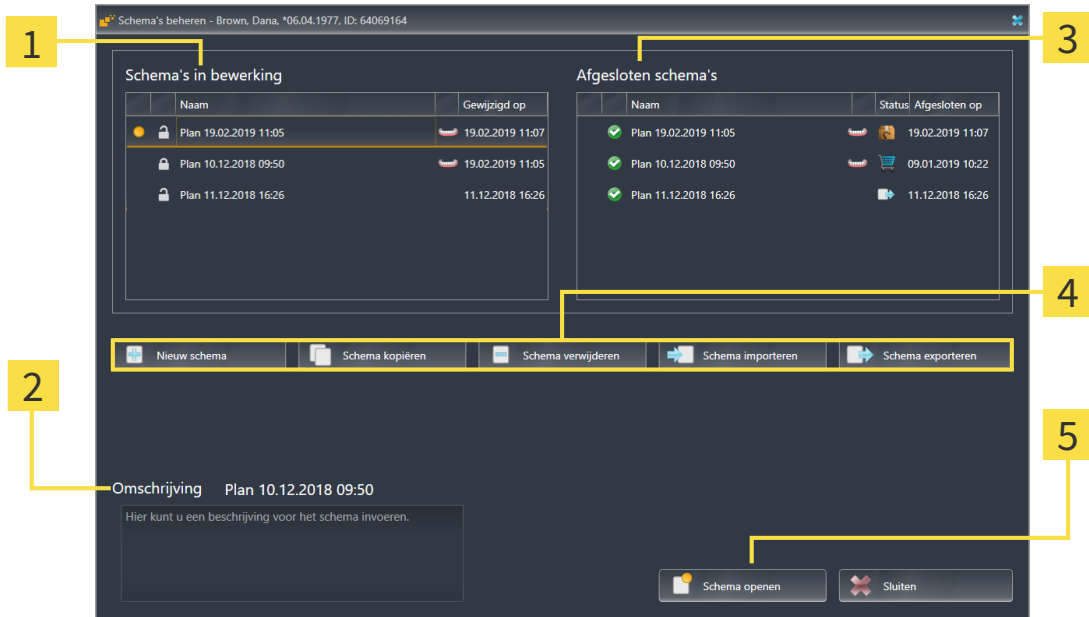 Schema's beheren - Brown, Dana, *06.04.1977, ID: 64069164
1
3
Schema's in bewerking
Naam
Gewijzigd op
Plan 19.02.2019 11:05
19.02.2019 11:07
Plan 10.12.2018 09:50
19.02.2019 11:05
Plan 11.12.2018 16:26
11.12.2018 16:26
Afgesloten schema's
Naam
Status
Afgesloten op
Plan 19.02.2019 11:05
19.02.2019 11:07
Plan 10.12.2018 09:50
09.01.2019 10:22
Plan 11.12.2018 16:26
11.12.2018 16:26
4
Nieuw schema
Schema kopiëren
Schema verwijderen
Schema importeren
Schema exporteren
2
5
Omschrijving Plan 10.12.2018 09:50
Hier kunt u een beschrijving voor het schema invoeren.
Schema openen
Sluiten